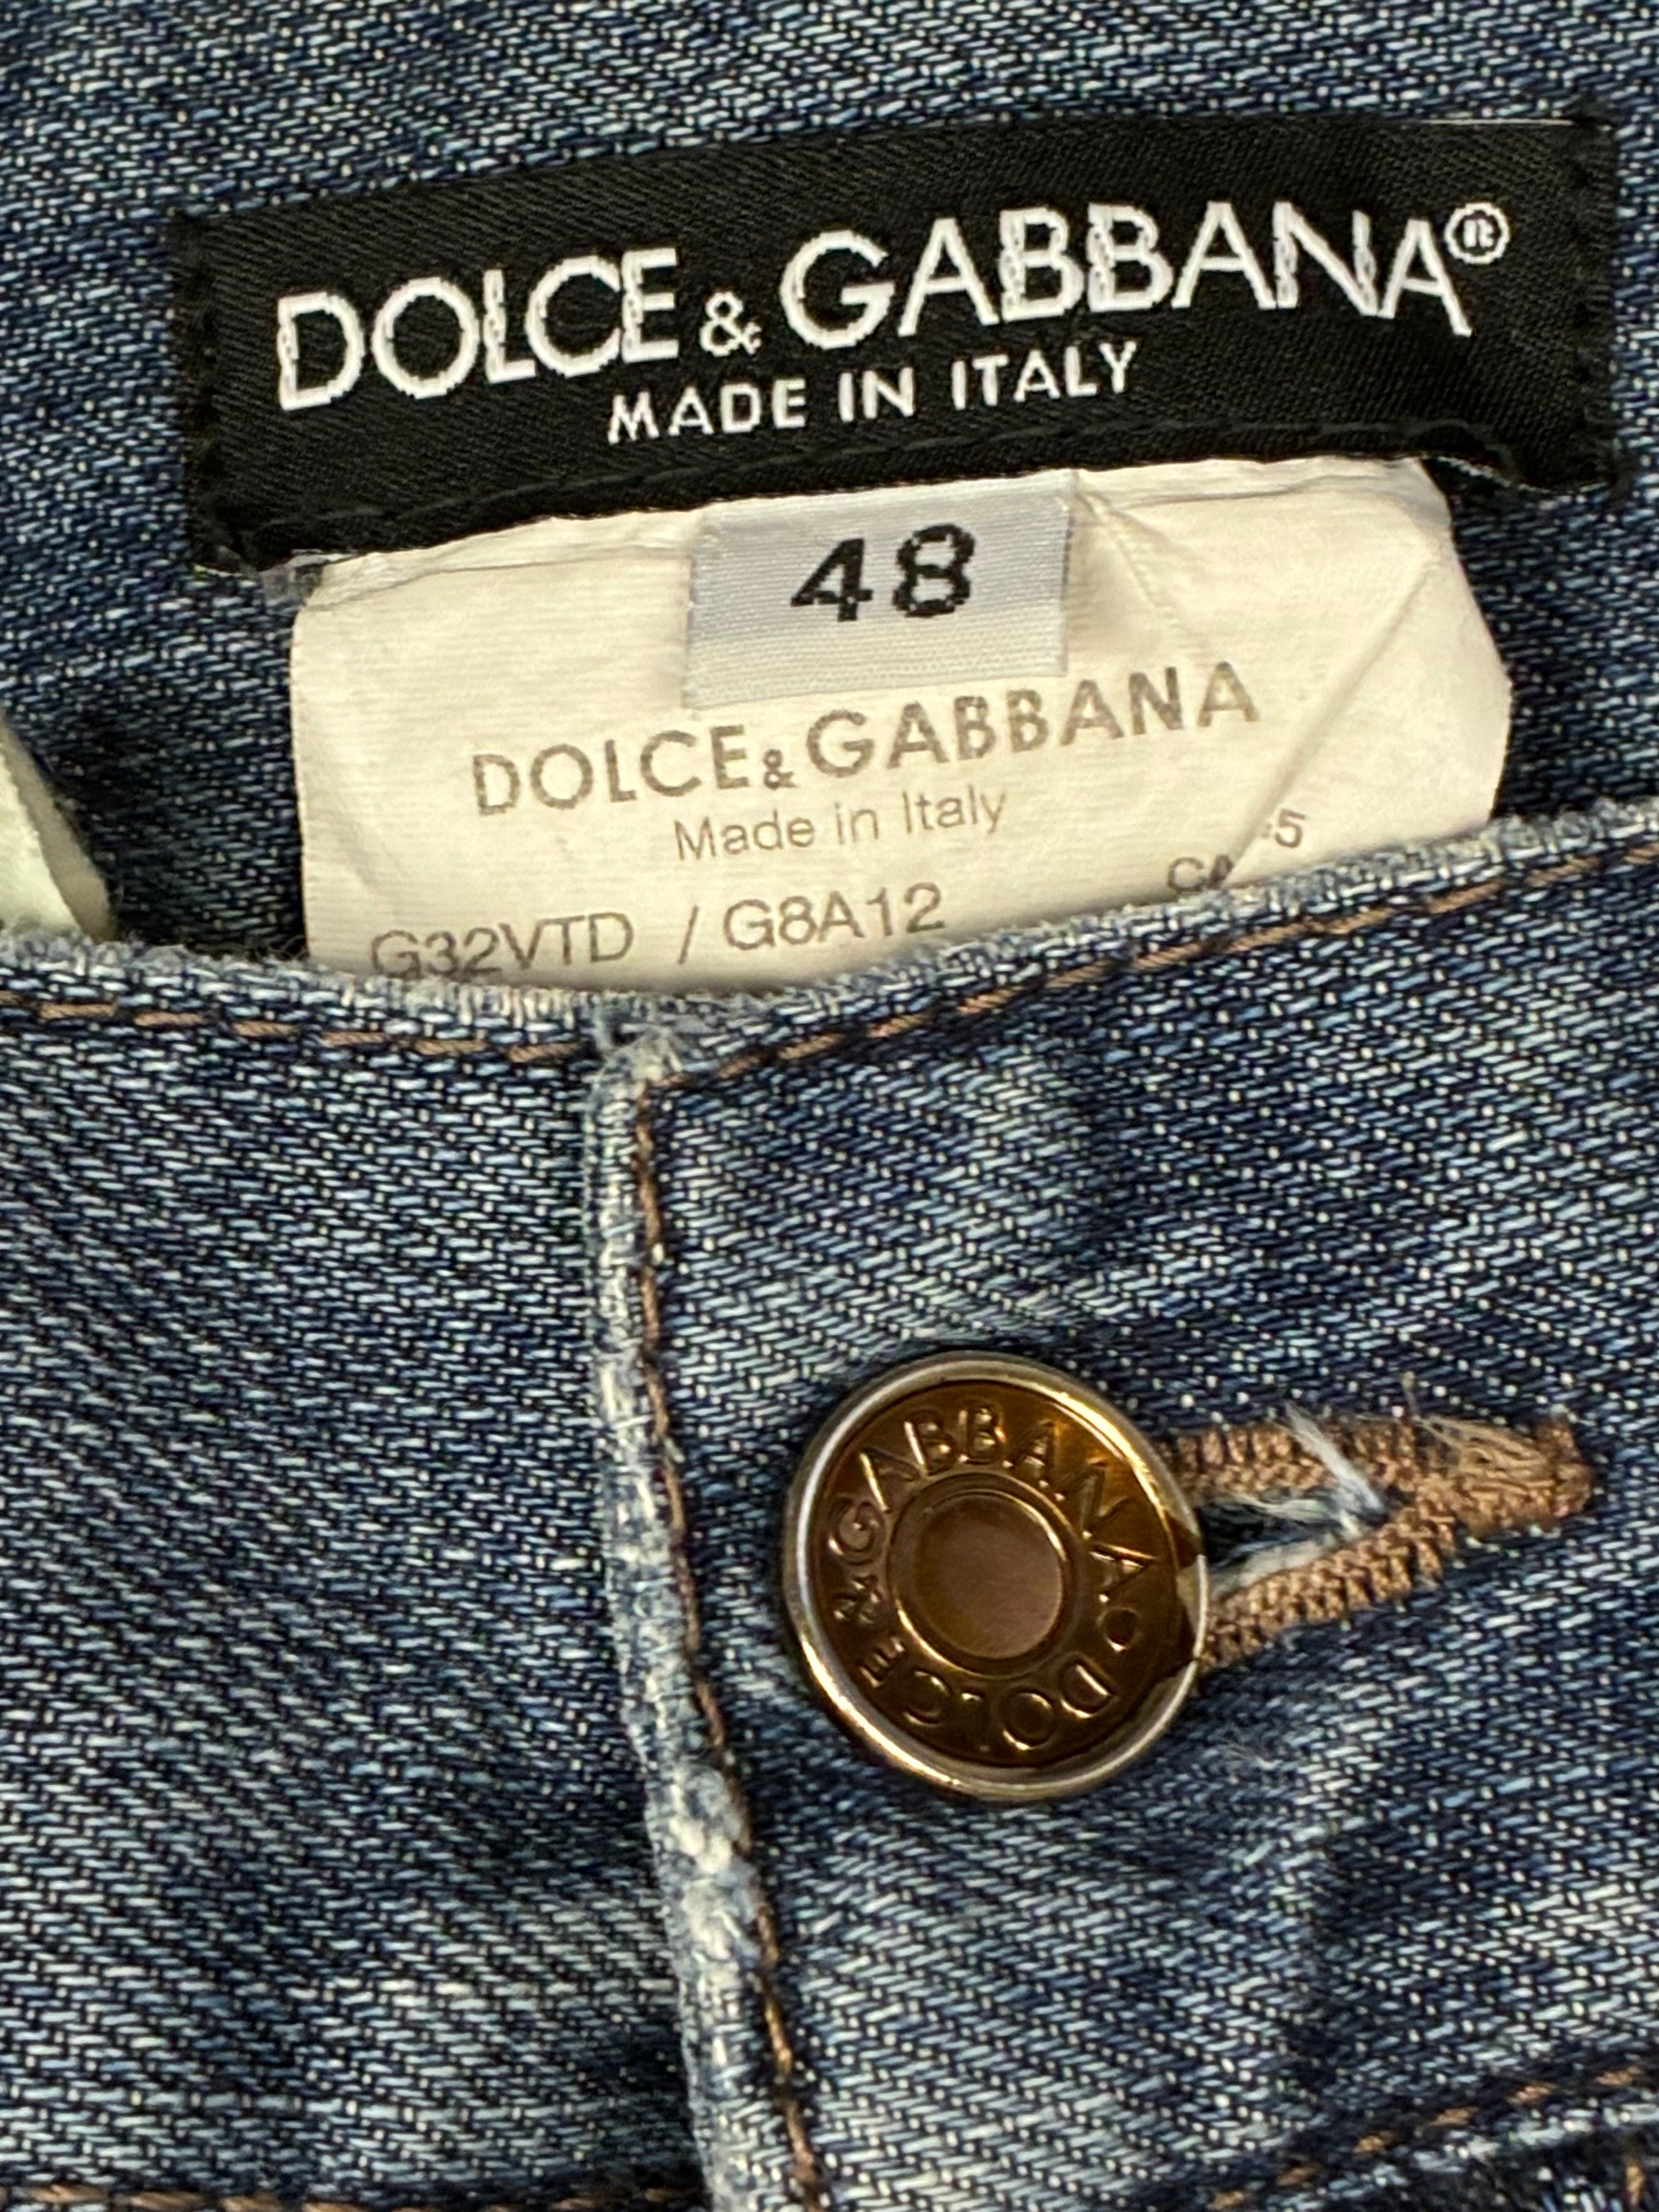 DOLCE & GABBANA®
MADE IN ITALY
48
DOLCE & GABBANA
Made in Italy
G32VTD / G8A12
DOLCE & GABBANA •